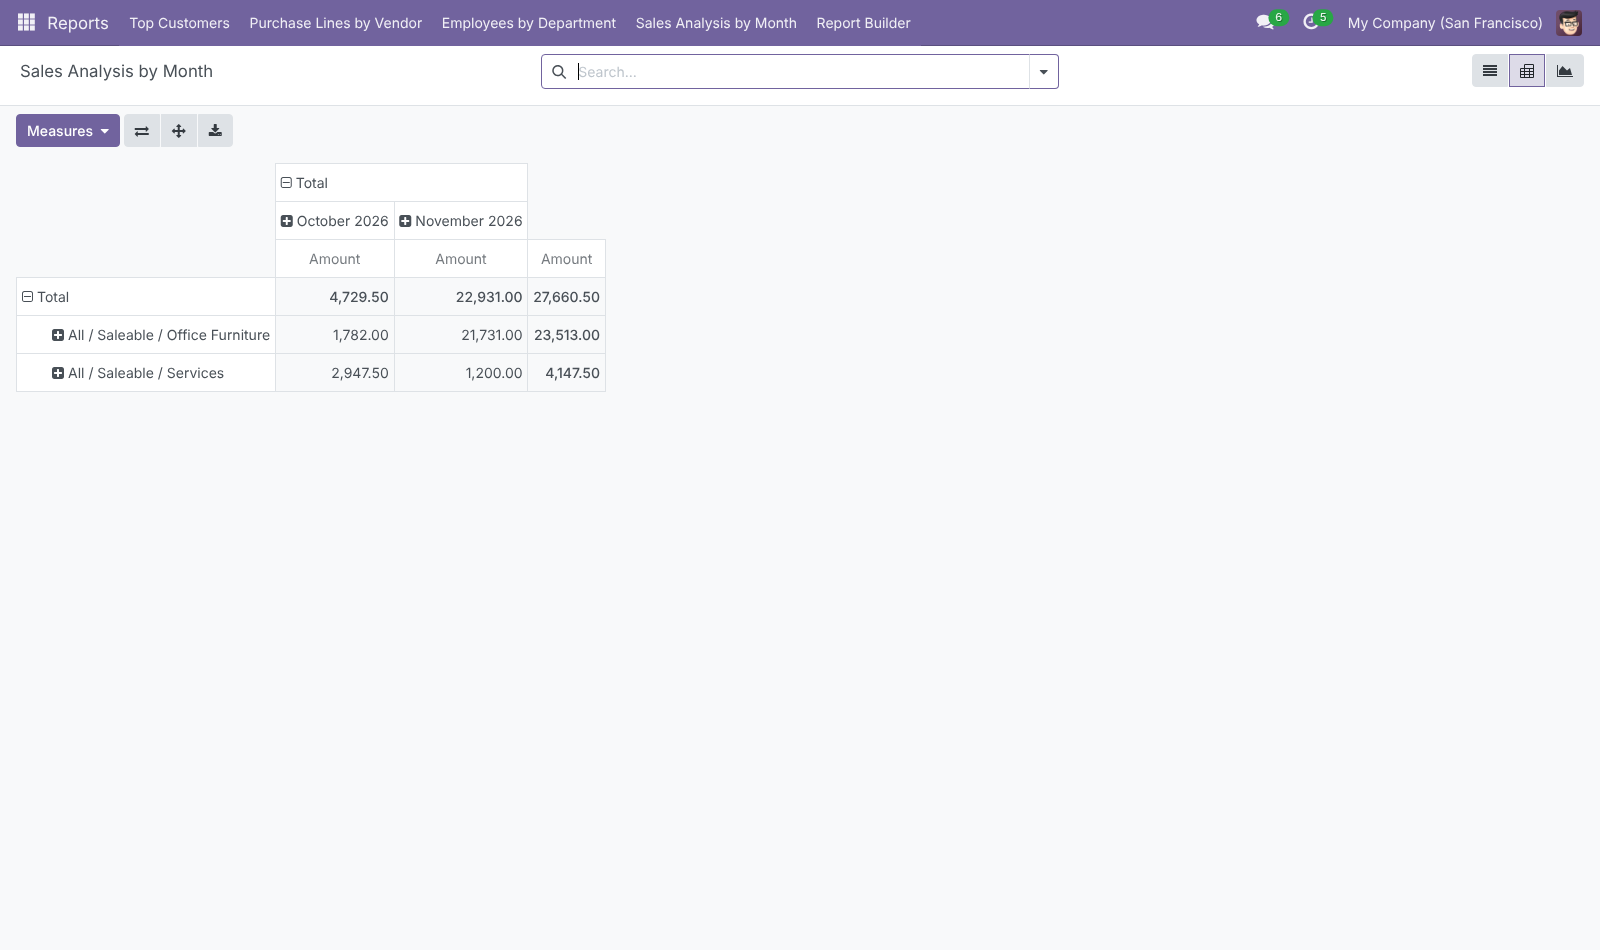 Reports Top Customers Purchase Lines by Vendor Employees by Department Sales Analysis by Month Report Builder 6 5 My Company (San Francisco)
Sales Analysis by Month Search...
Measures
Total
October 2026 November 2026
Amount Amount Amount
Total 4,729.50 22,931.00 27,660.50
All / Saleable / Office Furniture 1,782.00 21,731.00 23,513.00
All / Saleable / Services 2,947.50 1,200.00 4,147.50